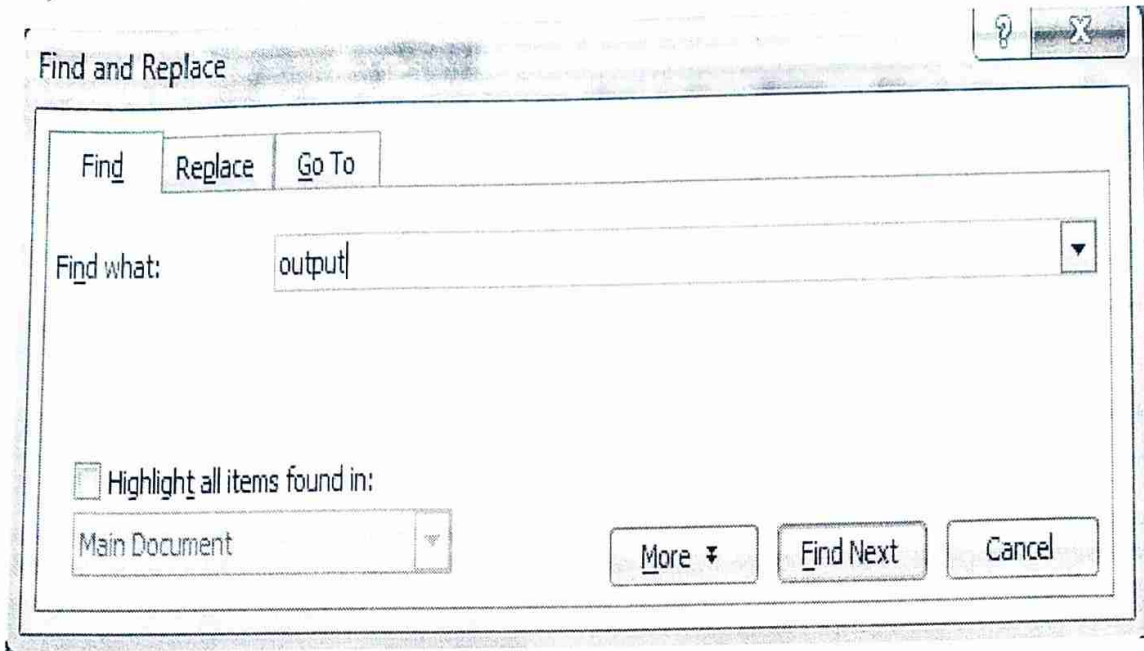 Find and Replace
Find Replace Go To
Find what: output
Highlight all items found in:
Main Document
More Find Next Cancel